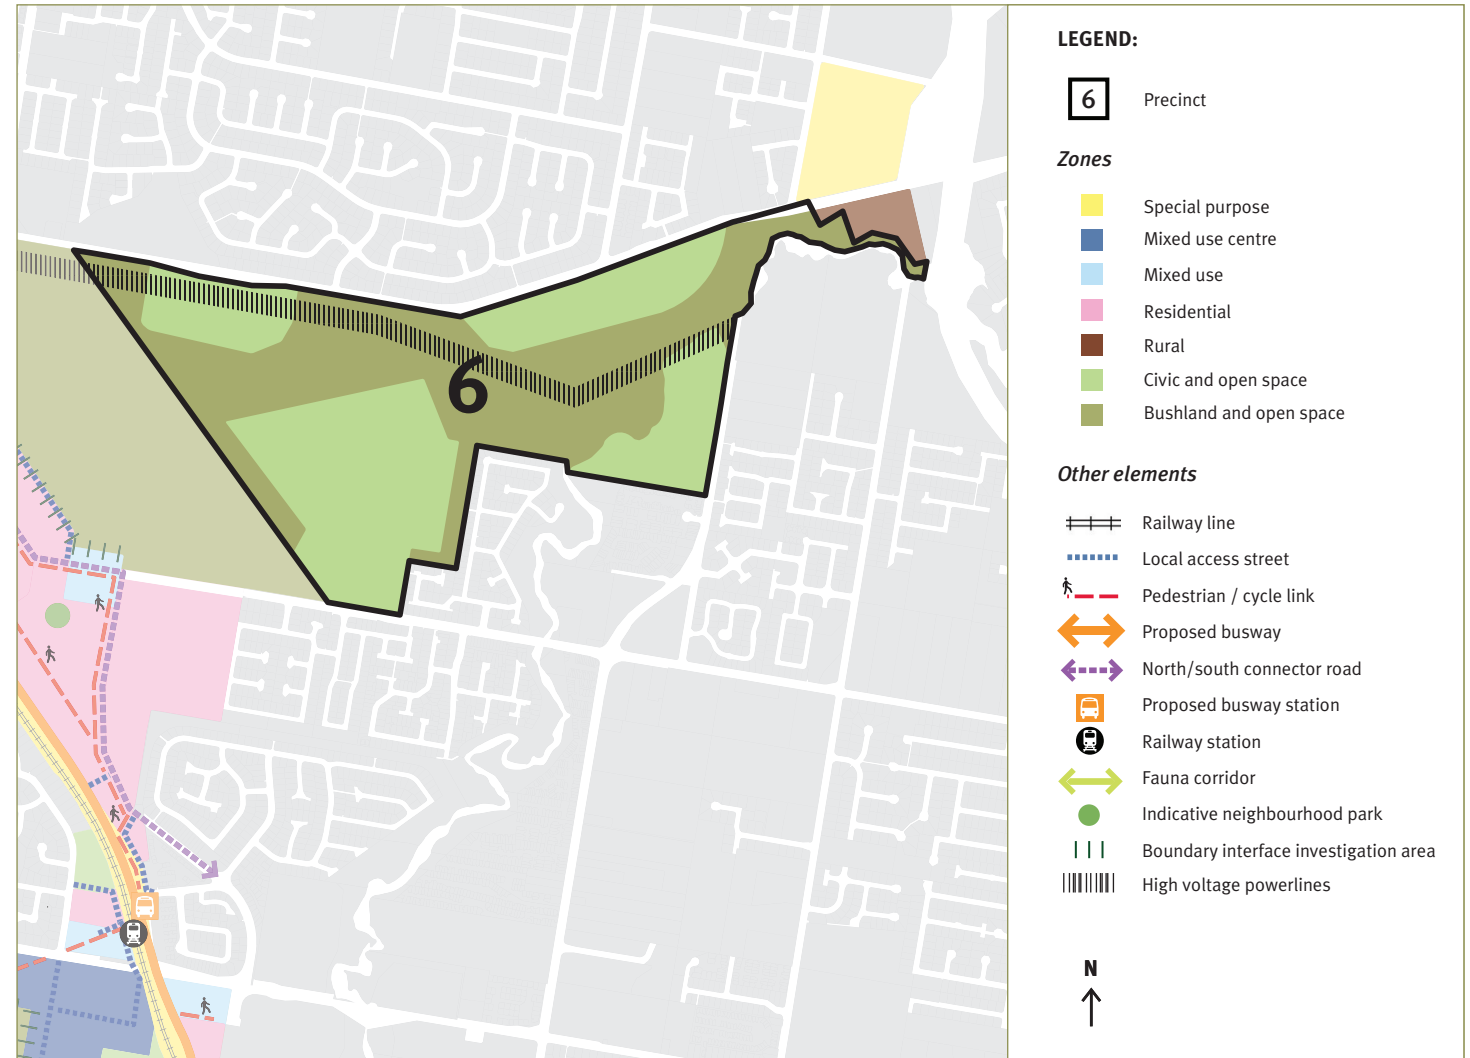 6
LEGEND:
6 Precinct
Zones
Special purpose
Mixed use centre
Mixed use
Residential
Rural
Civic and open space
Bushland and open space
Other elements
Railway line
Local access street
Pedestrian / cycle link
Proposed busway
North/south connector road
Proposed busway station
Railway station
Fauna corridor
Indicative neighbourhood park
Boundary interface investigation area
High voltage powerlines
N